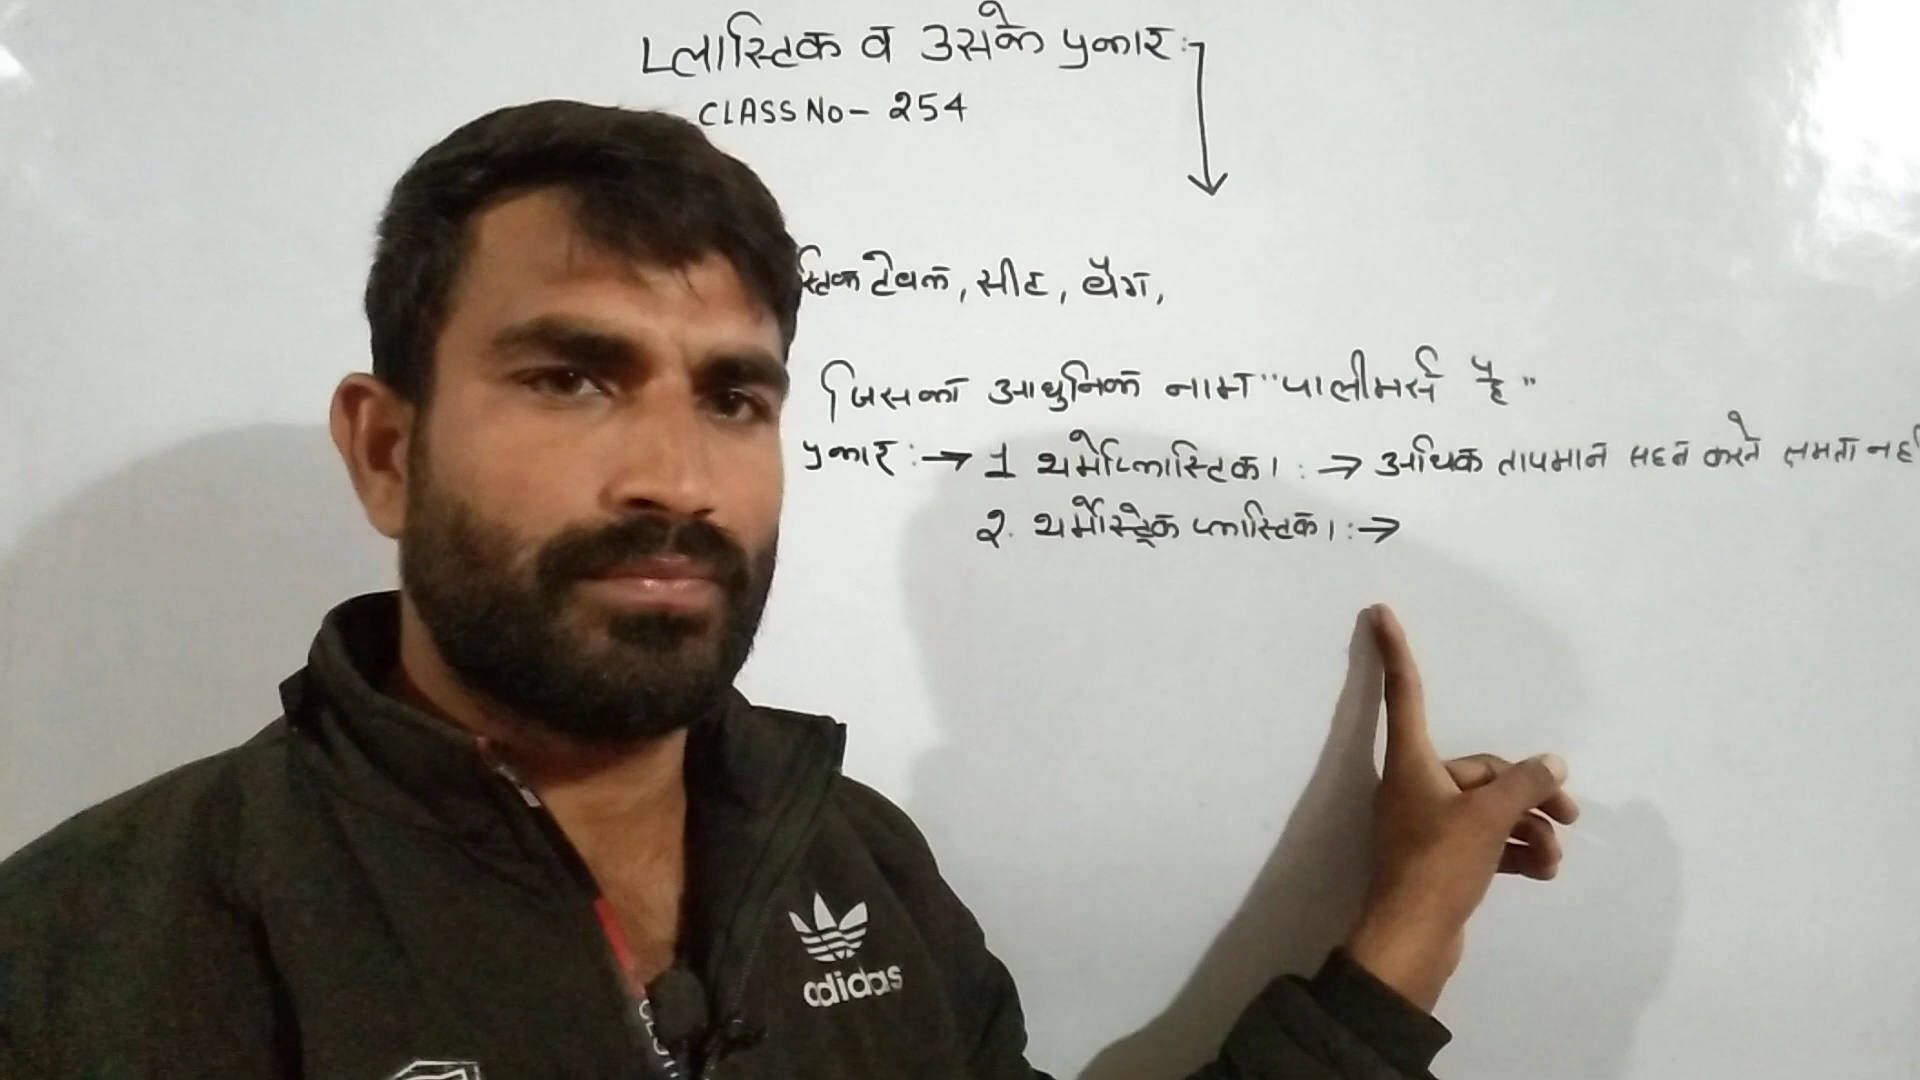 प्लास्टिक व उसके प्रकार :-
CLASS No- 254
स्टिक टेबल, सीट, बैग,
जिसका आधुनिक नाम "पालीमर्स है"
प्रकार :→ 1 थर्मोप्लास्टिक। :→ अधिक तापमान सहन करने क्षमता नही
2. थर्मोस्ट्रेक प्लास्टिक। :→
adidas